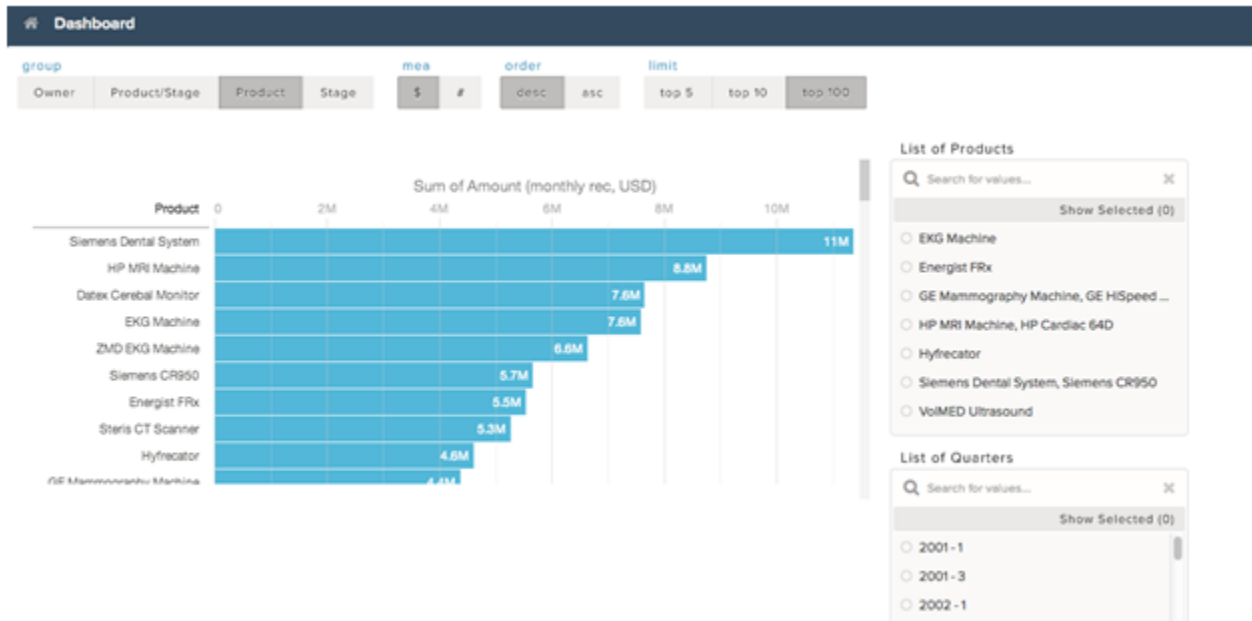 Dashboard
group mea order limit
Owner Product/Stage Product Stage $ # desc asc top 5 top 10 top 100
Sum of Amount (monthly rec, USD)
Product 0 2M 4M 6M 8M 10M
Siemens Dental System 11M
HP MRI Machine 8.8M
Datex Cerebal Monitor 7.6M
EKG Machine 7.6M
ZMD EKG Machine 6.6M
Siemens CR950 5.7M
Energist FRx 5.5M
Steris CT Scanner 5.3M
Hyfrecator 4.6M
GE Mammography Machine 4.4M
List of Products
Search for values...
Show Selected (0)
EKG Machine
Energist FRx
GE Mammography Machine, GE HiSpeed ...
HP MRI Machine, HP Cardiac 64D
Hyfrecator
Siemens Dental System, Siemens CR950
VolMED Ultrasound
List of Quarters
Search for values...
Show Selected (0)
2001 - 1
2001 - 3
2002 - 1